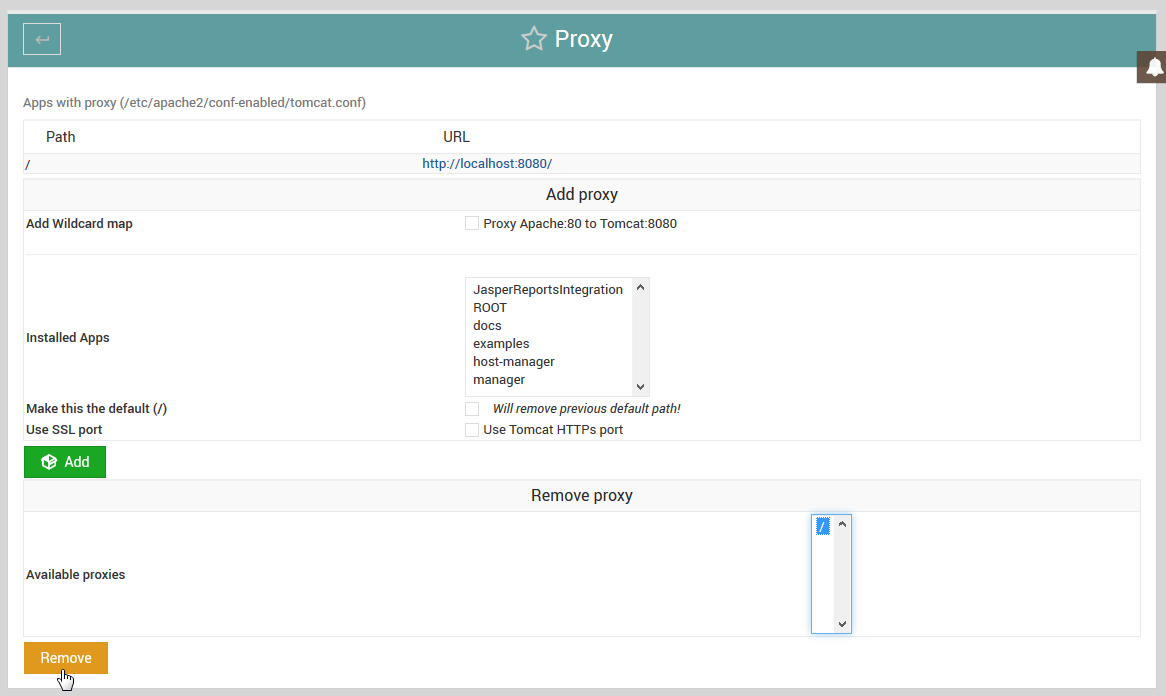 Proxy
Apps with proxy (/etc/apache2/conf-enabled/tomcat.conf)
Path URL
/ http://localhost:8080/
Add proxy
Add Wildcard map Proxy Apache:80 to Tomcat:8080
JasperReportsIntegration
ROOT
docs
examples
Installed Apps
host-manager
manager
Make this the default (/) Will remove previous default path!
Use SSL port Use Tomcat HTTPs port
Add
Remove proxy
/
Available proxies
Remove